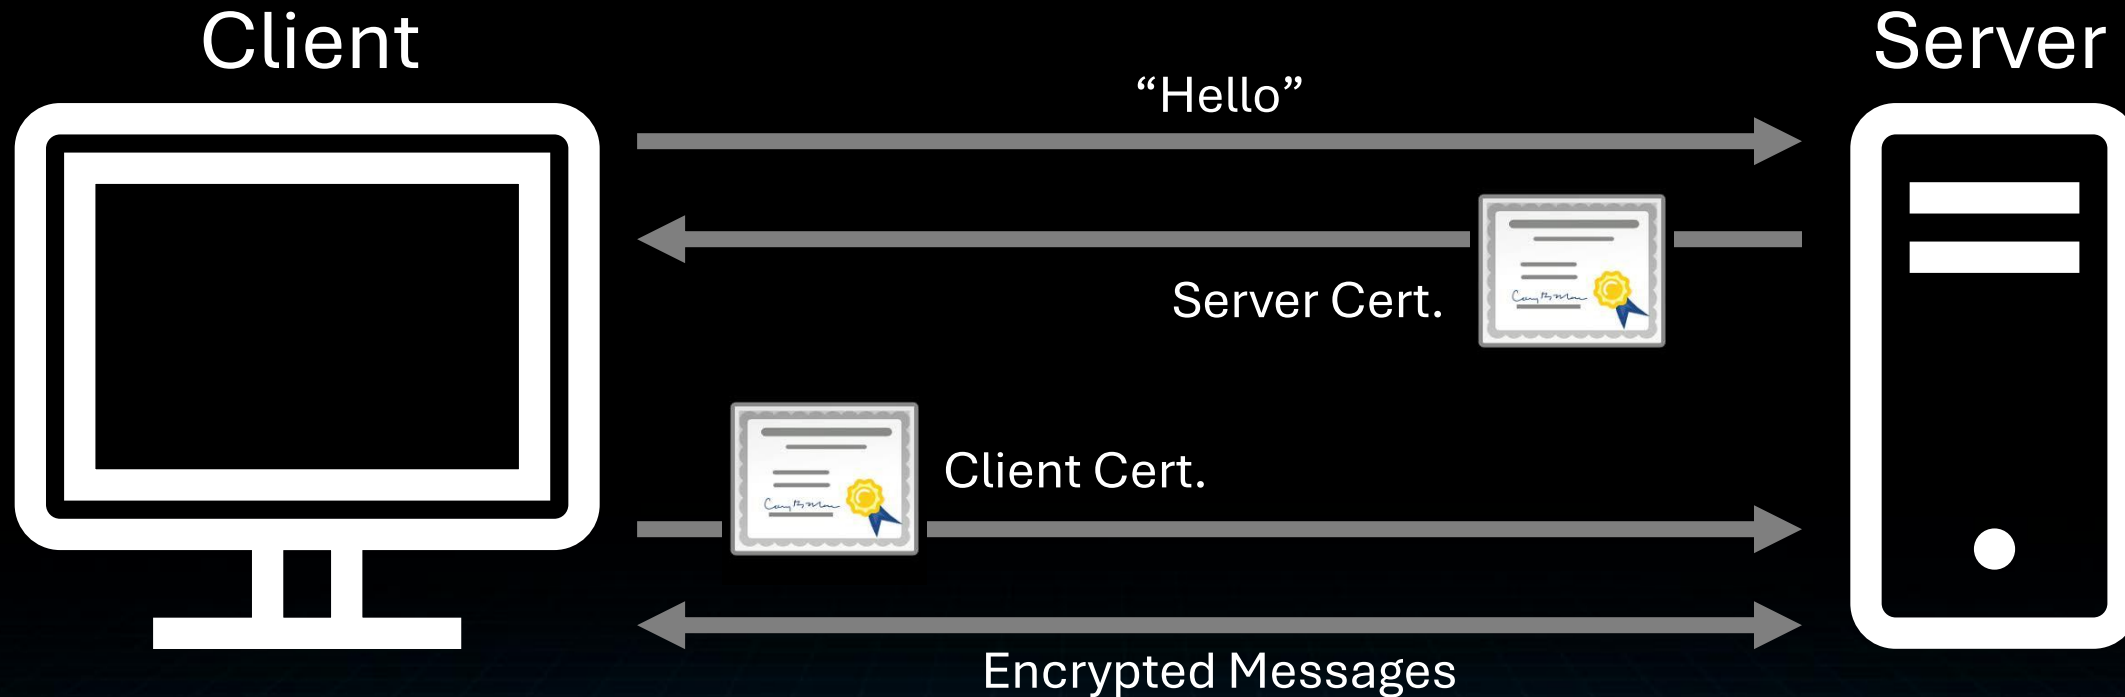 Client
Server
“Hello”
Server Cert.
Client Cert.
Encrypted Messages